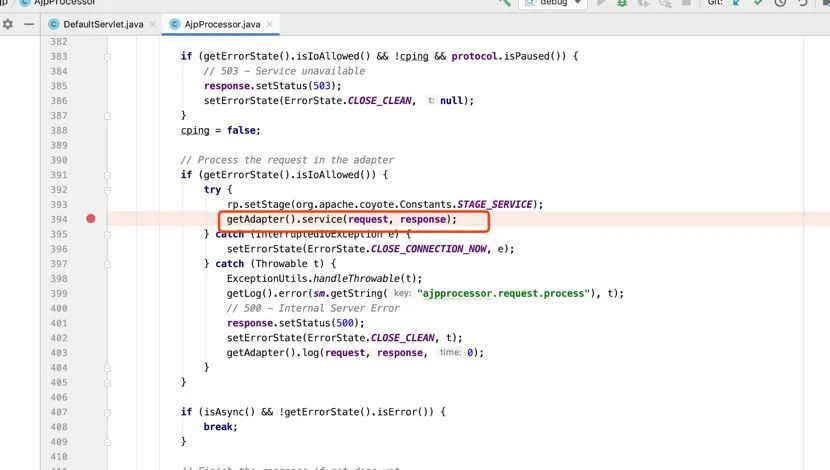 AjpProcessor
debug
Git:
DefaultServlet.java
AjpProcessor.java
382
383 if (getErrorState().isIoAllowed() && !cping && protocol.isPaused()) {
384 // 503 - Service unavailable
385 response.setStatus(503);
386 setErrorState(ErrorState.CLOSE_CLEAN, t: null);
387 }
388 cping = false;
389
390 // Process the request in the adapter
391 if (getErrorState().isIoAllowed()) {
392 try {
393 rp.setStage(org.apache.coyote.Constants.STAGE_SERVICE);
394 getAdapter().service(request, response);
395 } catch (InterruptedIOException e) {
396 setErrorState(ErrorState.CLOSE_CONNECTION_NOW, e);
397 } catch (Throwable t) {
398 ExceptionUtils.handleThrowable(t);
399 getLog().error(sm.getString( key: "ajpprocessor.request.process"), t);
400 // 500 - Internal Server Error
401 response.setStatus(500);
402 setErrorState(ErrorState.CLOSE_CLEAN, t);
403 getAdapter().log(request, response, time: 0);
404 }
405 }
406
407 if (isAsync() && !getErrorState().isError()) {
408 break;
409 }
410